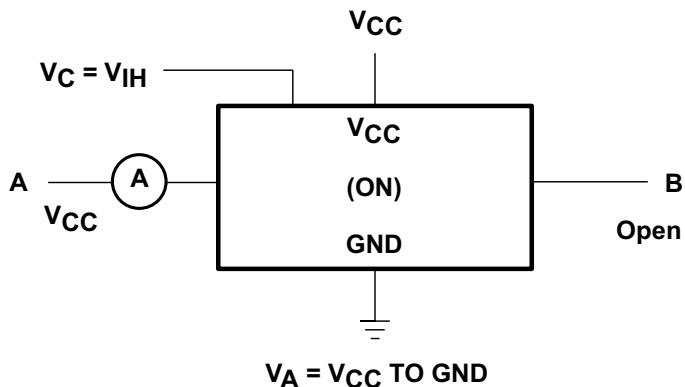 VCC
VC = VIH
VCC
A
A
(ON)
B
VCC
Open
GND
VA = VCC TO GND